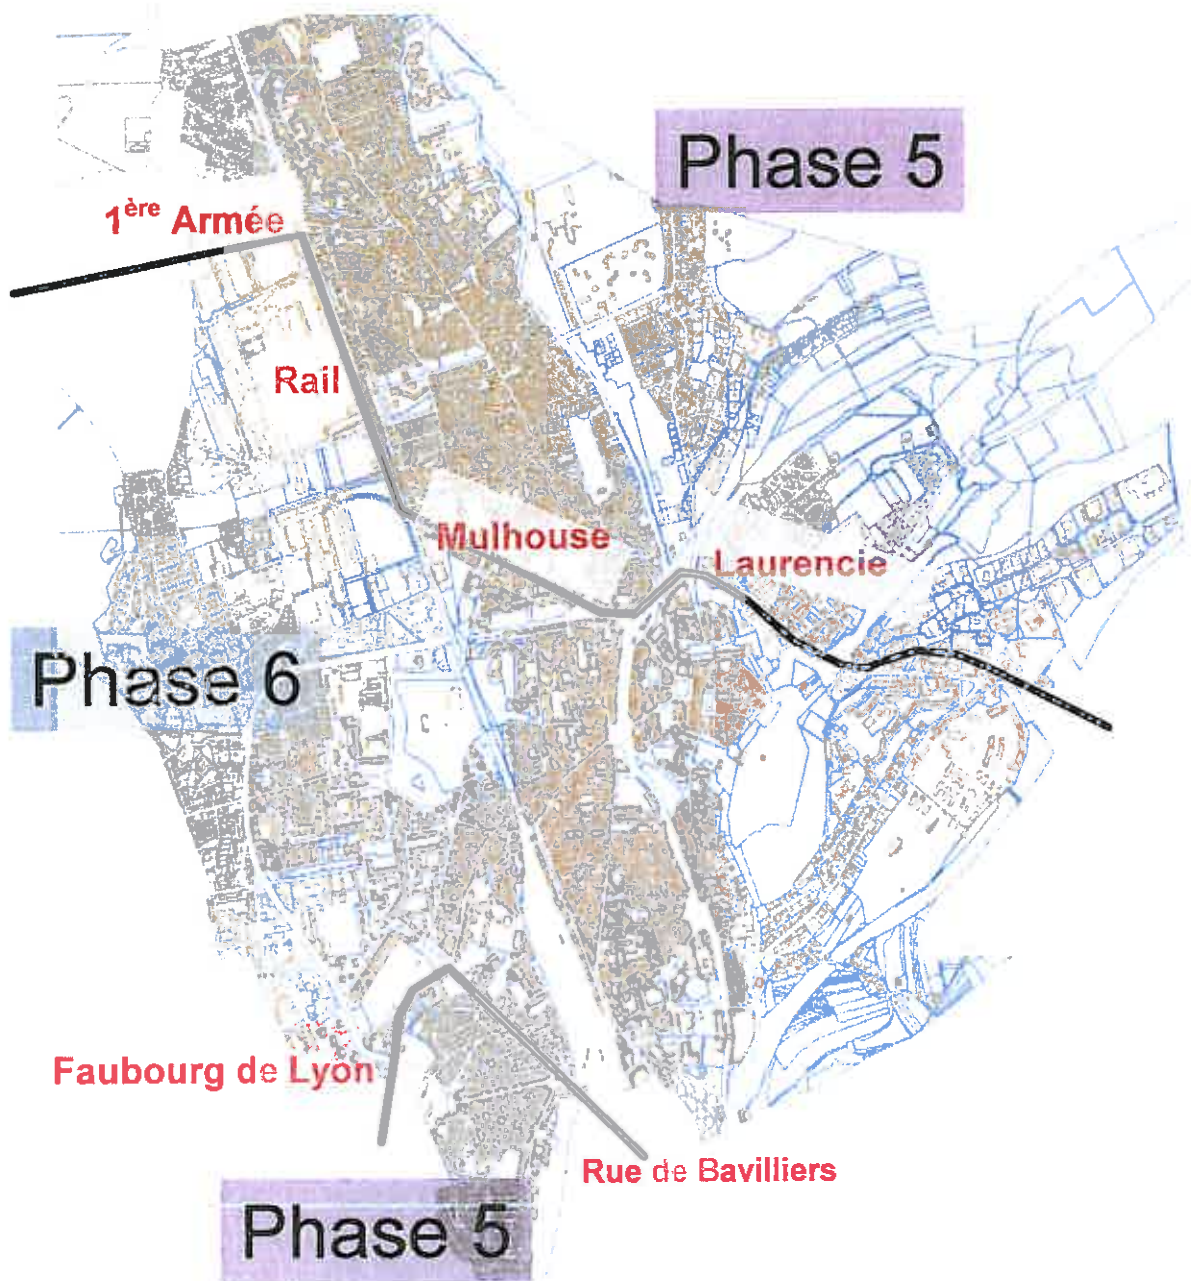 Phase 5
1ère Armée
Rail
Mulhouse
Laurencie
Phase 6
Faubourg de Lyon
Rue de Bavilliers
Phase 5